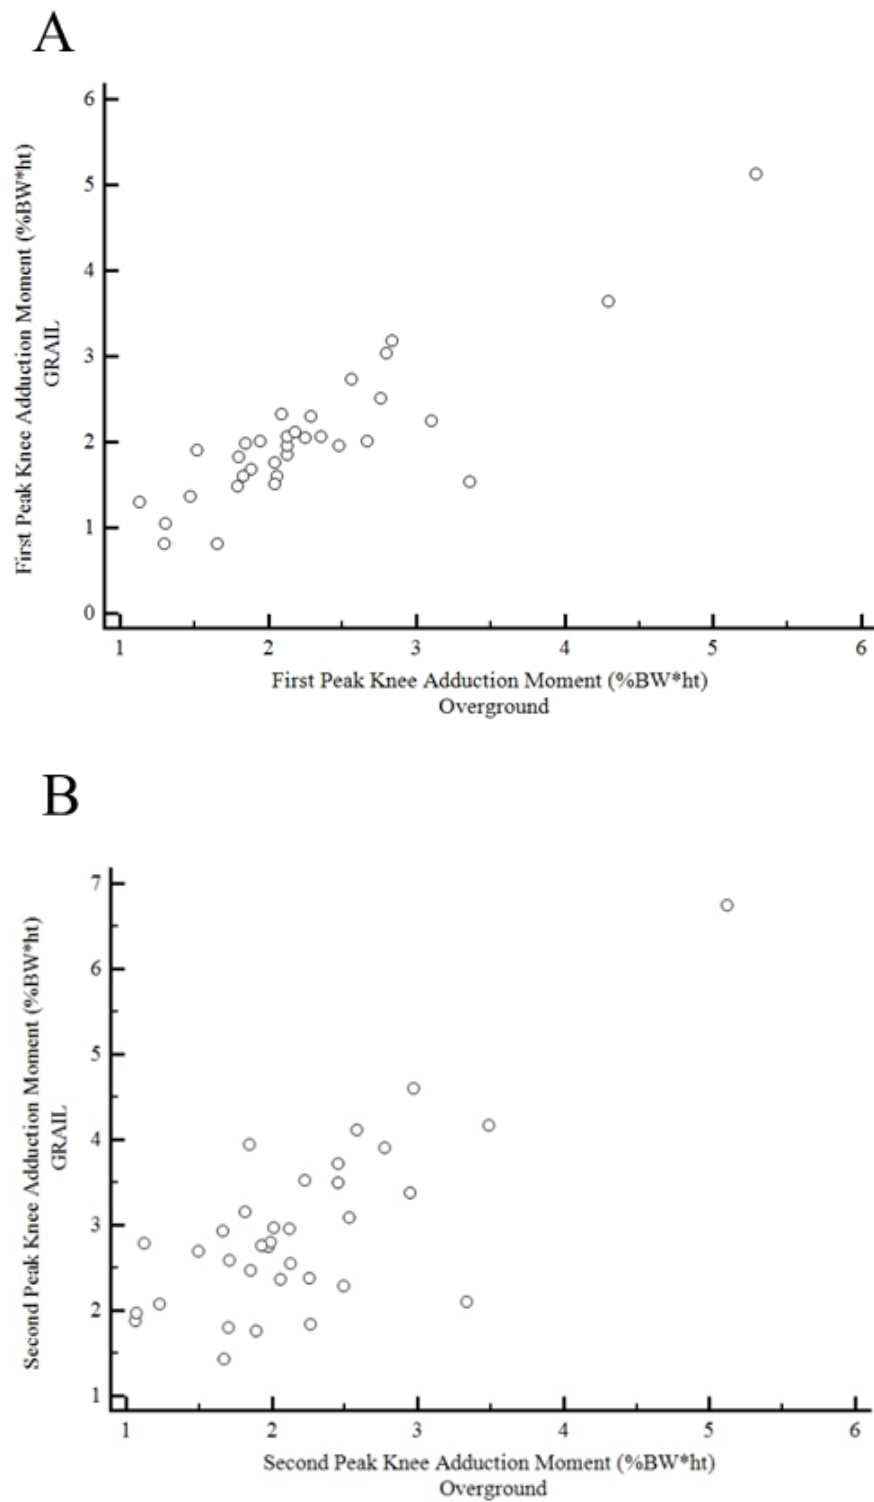 A
First Peak Knee Adduction Moment (%BW*ht)
GRAIL
6
5
4
3
2
1
0
1 2 3 4 5 6
First Peak Knee Adduction Moment (%BW*ht)
Overground
B
Second Peak Knee Adduction Moment (%BW*ht)
GRAIL
7
6
5
4
3
2
1
1 2 3 4 5 6
Second Peak Knee Adduction Moment (%BW*ht)
Overground